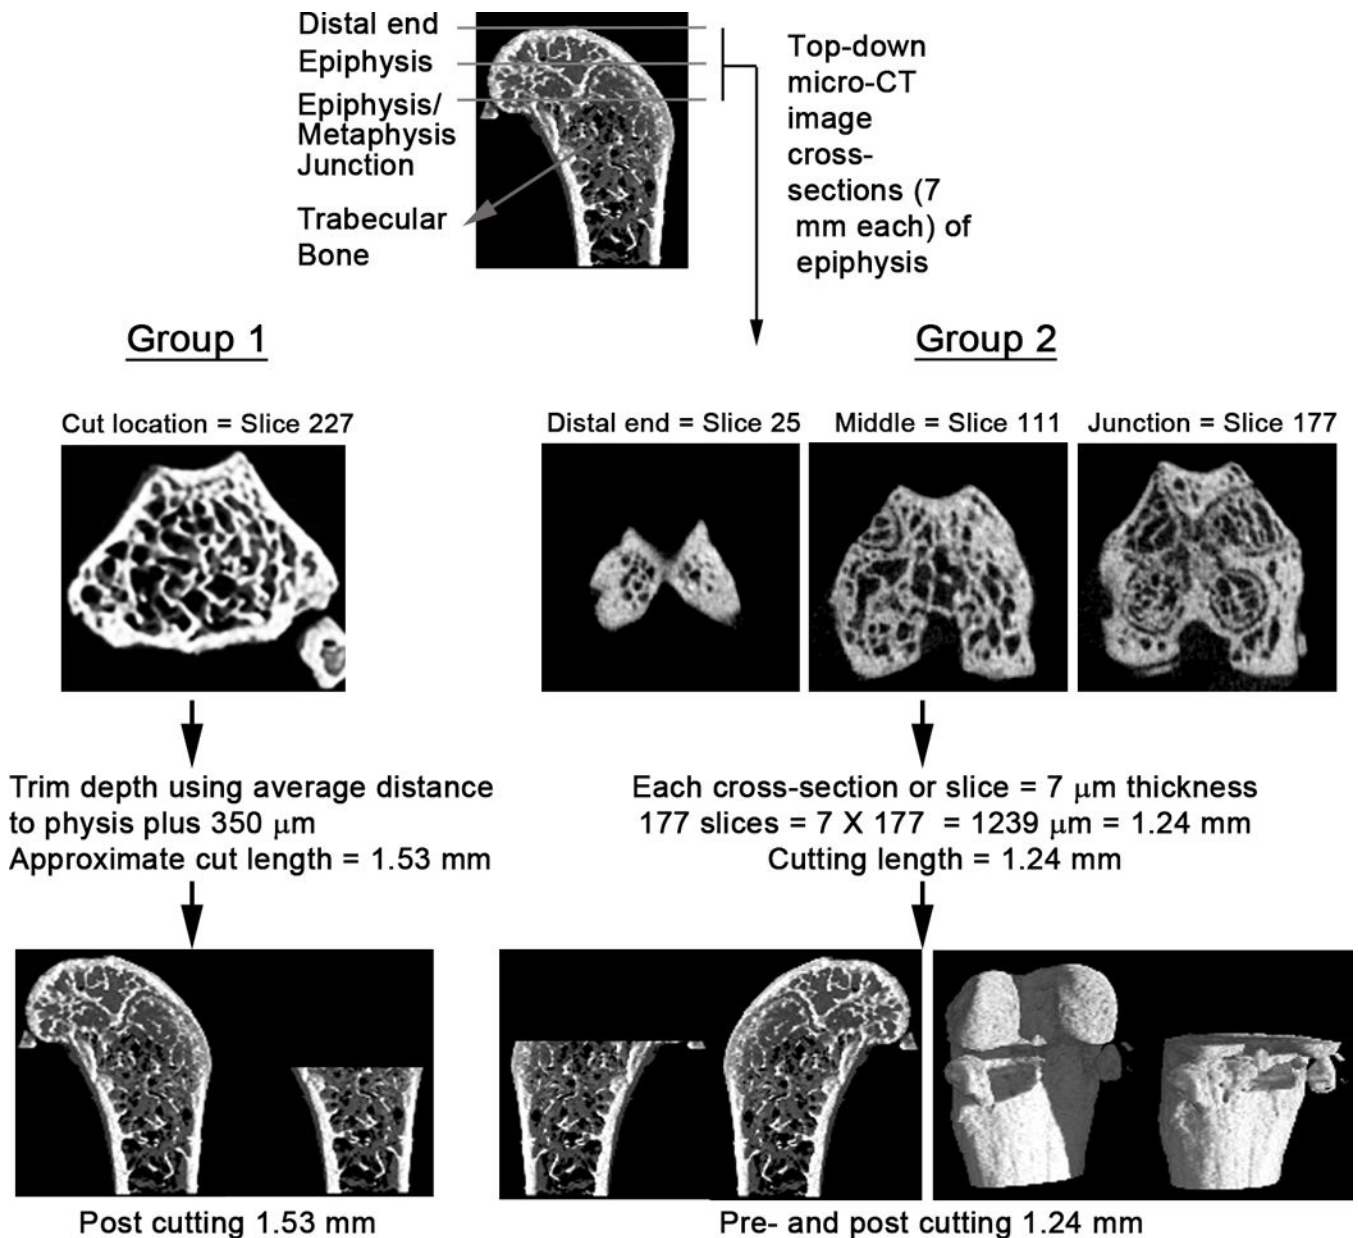 Distal end
Epiphysis
Epiphysis/
Metaphysis
Junction
Trabecular
Bone
Top-down
micro-CT
image
cross-
sections (7
mm each) of
epiphysis
Group 1
Cut location = Slice 227
Trim depth using average distance
to physis plus 350 μm
Approximate cut length = 1.53 mm
Post cutting 1.53 mm
Group 2
Distal end = Slice 25
Middle = Slice 111
Junction = Slice 177
Each cross-section or slice = 7 μm thickness
177 slices = 7 X 177 = 1239 μm = 1.24 mm
Cutting length = 1.24 mm
Pre- and post cutting 1.24 mm